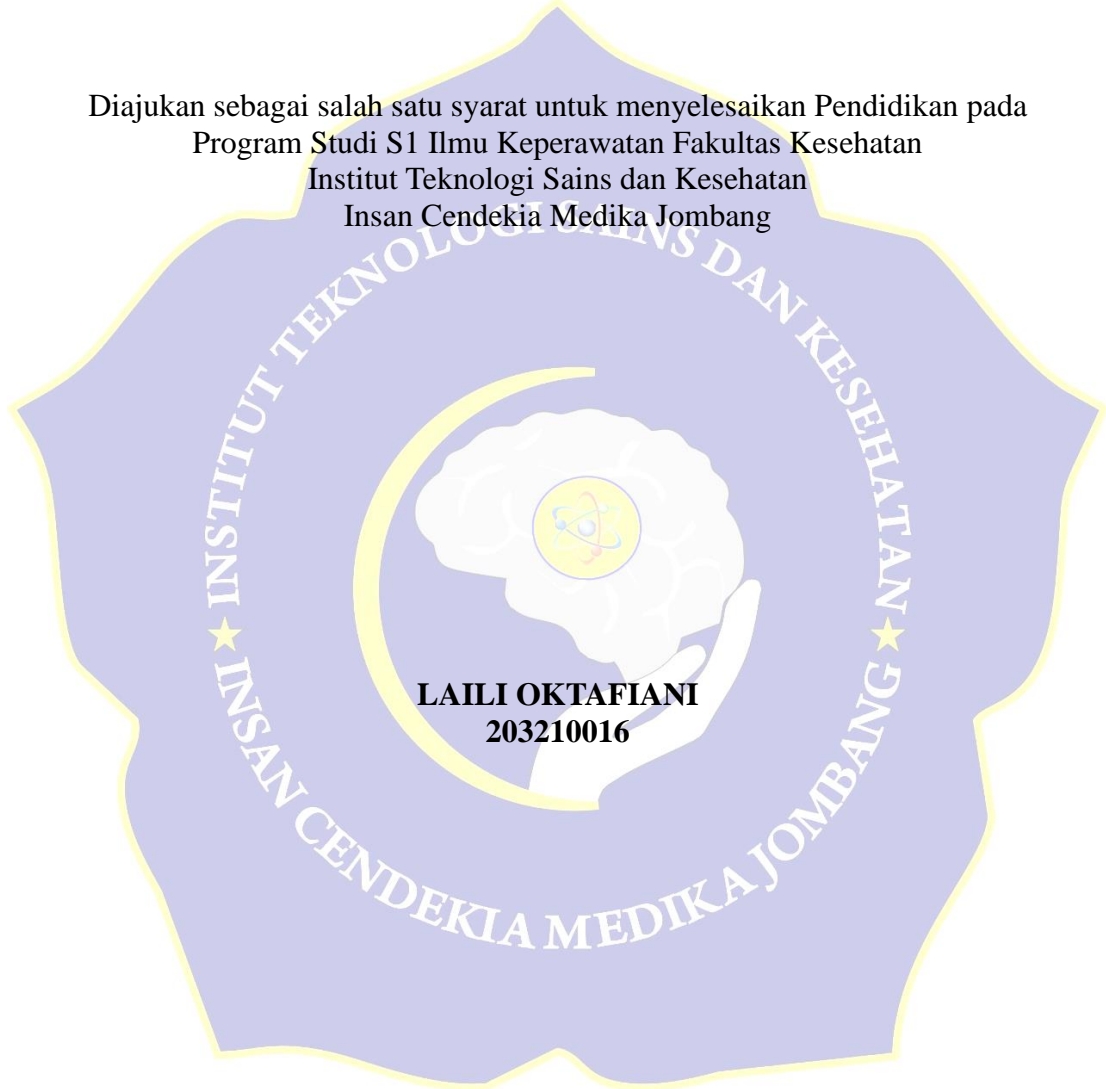 Diajukan sebagai salah satu syarat untuk menyelesaikan Pendidikan pada
Program Studi S1 Ilmu Keperawatan Fakultas Kesehatan
Institut Teknologi Sains dan Kesehatan
Insan Cendekia Medika Jombang
INSTITUT TEKNOLOGI SAINS DAN KESEHATAN
LAILI OKTAFIANI
203210016
INSAN CENDEKIA MEDIKA JOMBANG